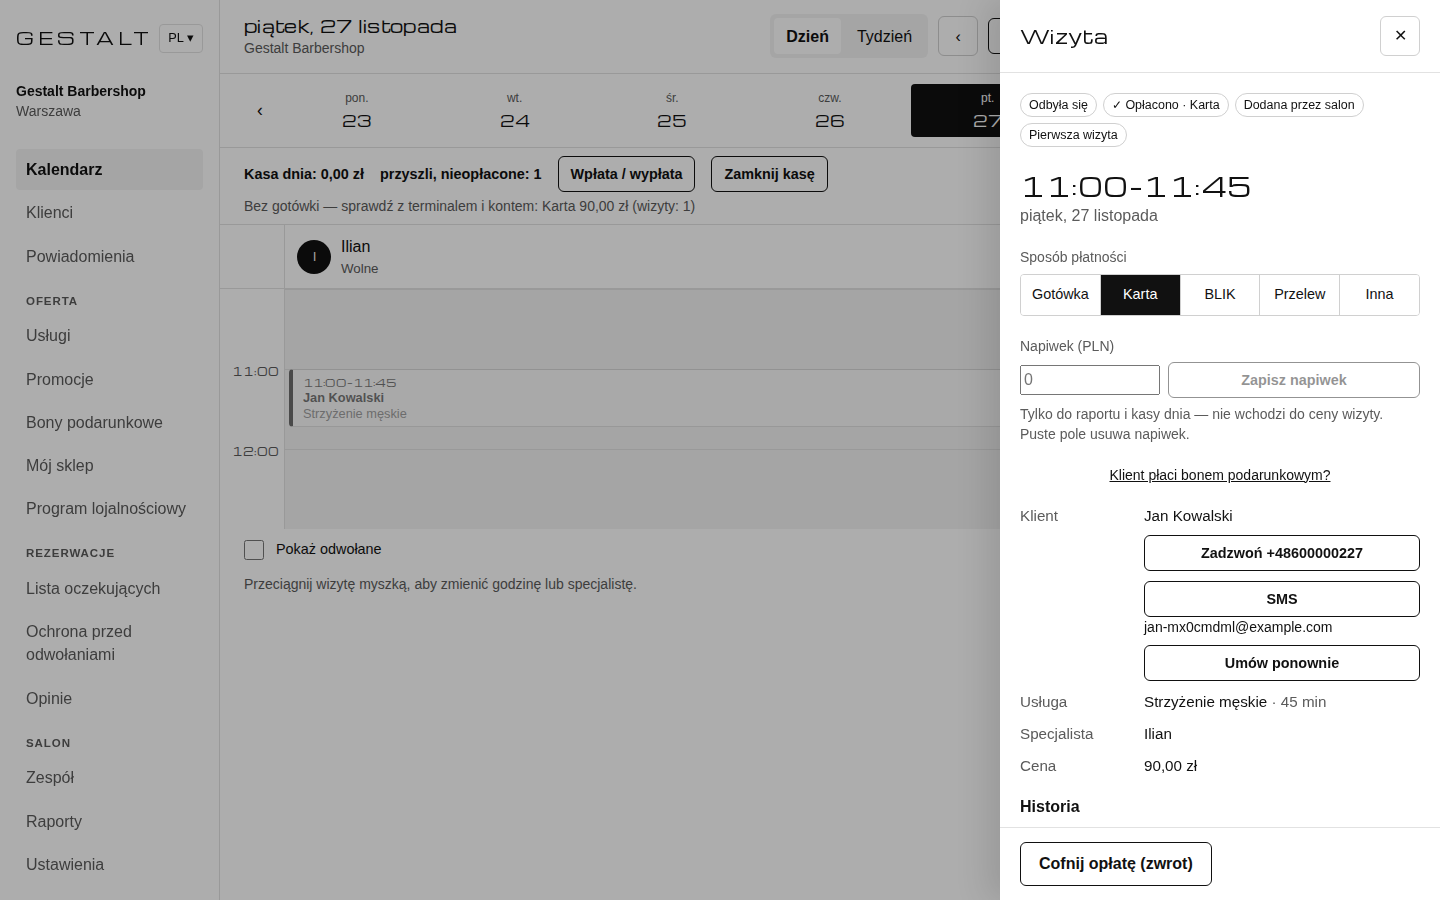 GESTALT
PL ▾
Gestalt Barbershop
Warszawa
Kalendarz
Klienci
Powiadomienia
OFERTA
Usługi
Promocje
Bony podarunkowe
Mój sklep
Program lojalnościowy
REZERWACJE
Lista oczekujących
Ochrona przed
odwołaniami
Opinie
SALON
Zespół
Raporty
Ustawienia
piątek, 27 listopada
Gestalt Barbershop
Dzień
Tydzień
‹
‹
pon.
23
wt.
24
śr.
25
czw.
26
pt.
27
Kasa dnia: 0,00 zł
przyszli, nieopłacone: 1
Wpłata / wypłata
Zamknij kasę
Bez gotówki — sprawdź z terminalem i kontem: Karta 90,00 zł (wizyty: 1)
I
Ilian
Wolne
11:00
11:00-11:45
Jan Kowalski
Strzyżenie męskie
12:00
Pokaż odwołane
Przeciągnij wizytę myszką, aby zmienić godzinę lub specjalistę.
Wizyta
✕
Odbyła się
✓ Opłacono · Karta
Dodana przez salon
Pierwsza wizyta
11:00-11:45
piątek, 27 listopada
Sposób płatności
Gotówka
Karta
BLIK
Przelew
Inna
Napiwek (PLN)
0
Zapisz napiwek
Tylko do raportu i kasy dnia — nie wchodzi do ceny wizyty.
Puste pole usuwa napiwek.
Klient płaci bonem podarunkowym?
Klient
Jan Kowalski
Zadzwoń +48600000227
SMS
jan-mx0cmdml@example.com
Umów ponownie
Usługa
Strzyżenie męskie · 45 min
Specjalista
Ilian
Cena
90,00 zł
Historia
Cofnij opłatę (zwrot)